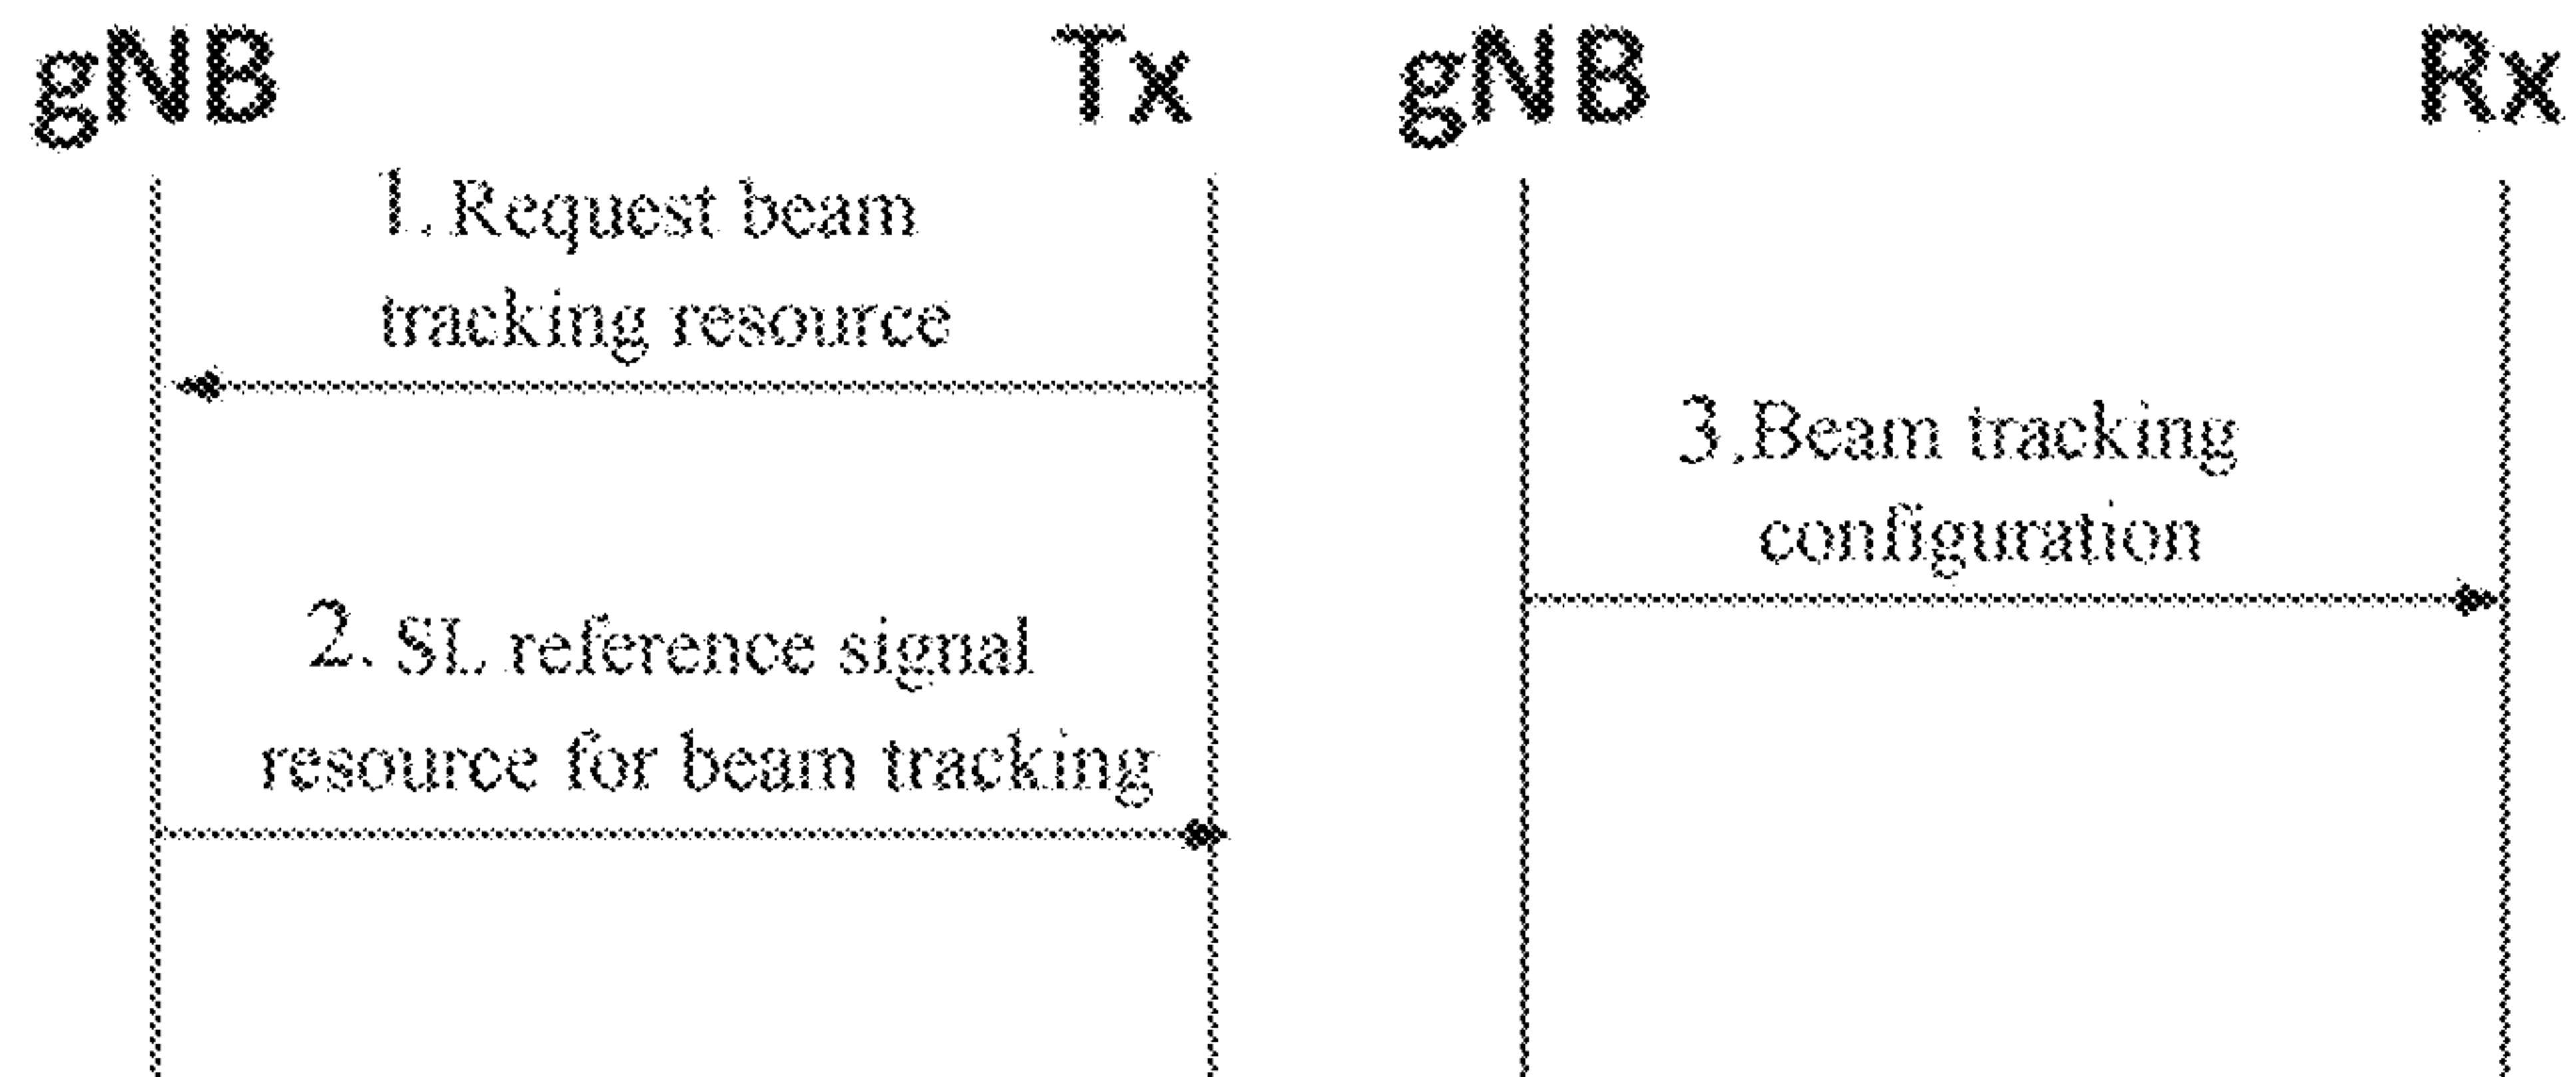 gNB Tx gNB Rx
1. Request beam
tracking resource
2. SL reference signal
resource for beam tracking
3.Beam tracking
configuration